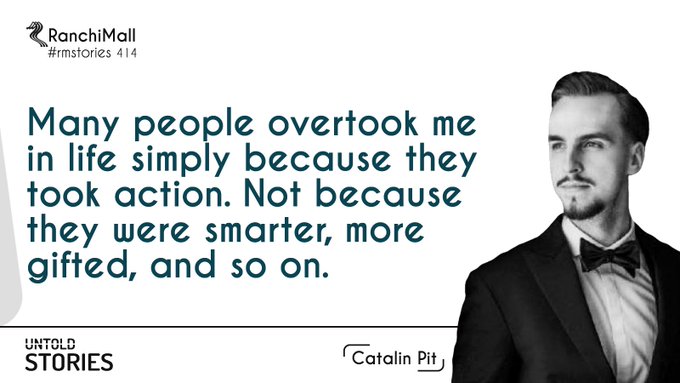 RanchiMall
#rmstories 414
Many people overtook me
in life simply because they
took action. Not because
they were smarter, more
gifted, and so on.
UNTOLD
STORIES
Catalin Pit